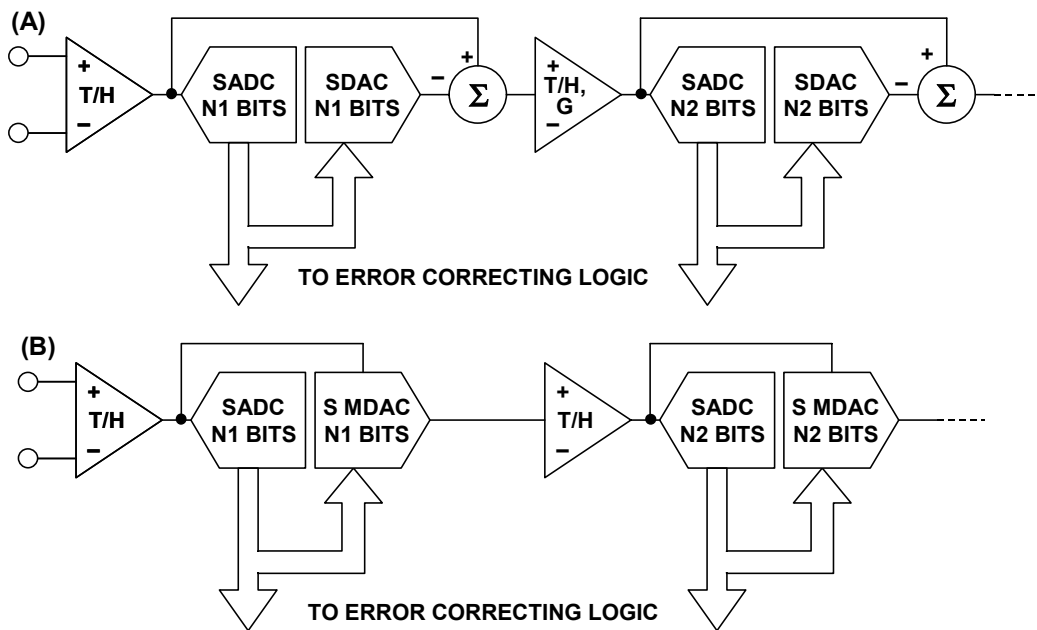 (A)
+
T/H
−
SADC
N1 BITS
SDAC
N1 BITS
+
−
Σ
+
T/H,
G
−
SADC
N2 BITS
SDAC
N2 BITS
+
−
Σ
TO ERROR CORRECTING LOGIC
(B)
+
T/H
−
SADC
N1 BITS
S MDAC
N1 BITS
+
T/H
−
SADC
N2 BITS
S MDAC
N2 BITS
TO ERROR CORRECTING LOGIC